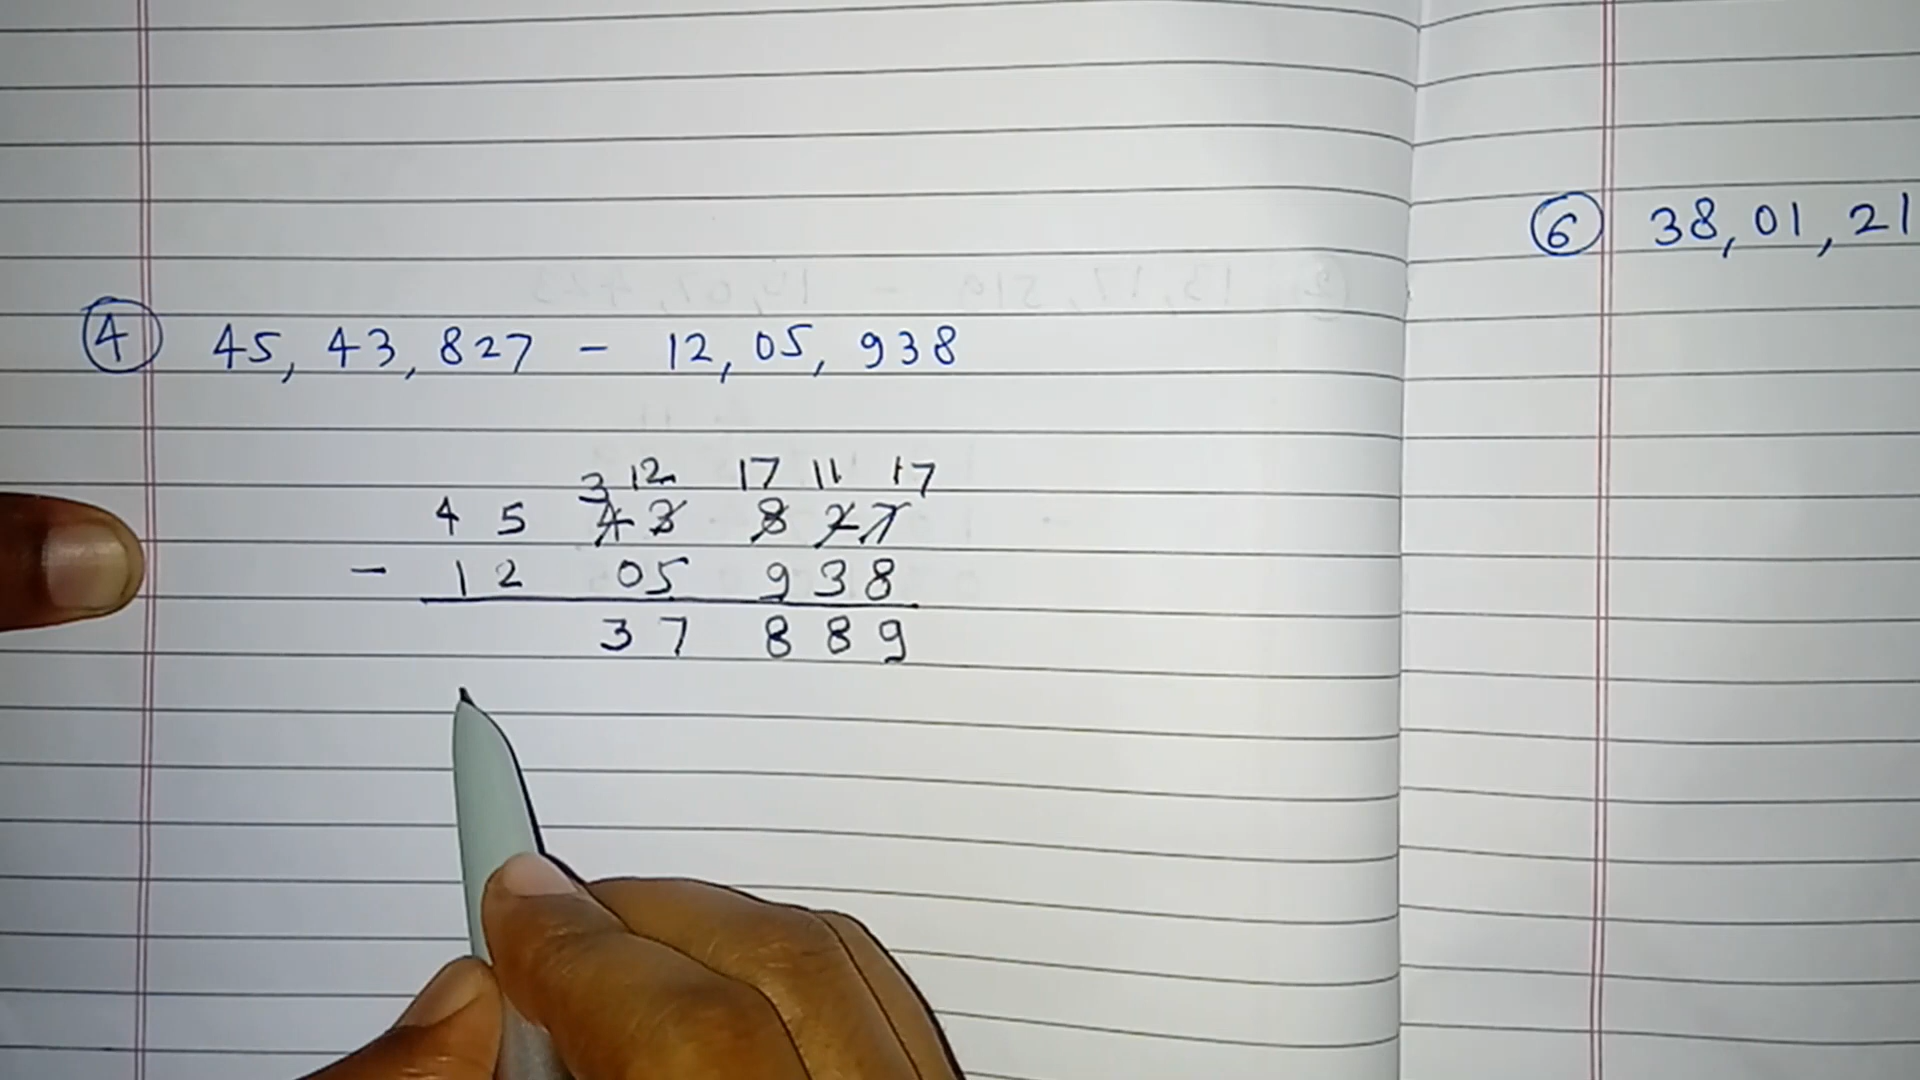 ④ 45, 43, 827 - 12, 05, 938
3 12 17 11 17
4 5 4 3 8 2 7
- 1 2 0 5 9 3 8
3 7 8 8 9
⑥ 38, 01, 21